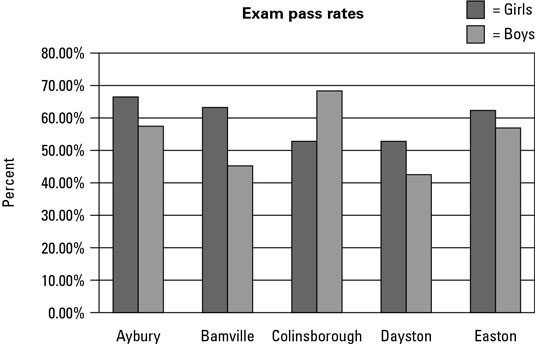 Exam pass rates
= Girls
= Boys
80.00%
70.00%
60.00%
50.00%
40.00%
30.00%
20.00%
10.00%
0.00%
Percent
Aybury Bamville Colinsborough Dayston Easton